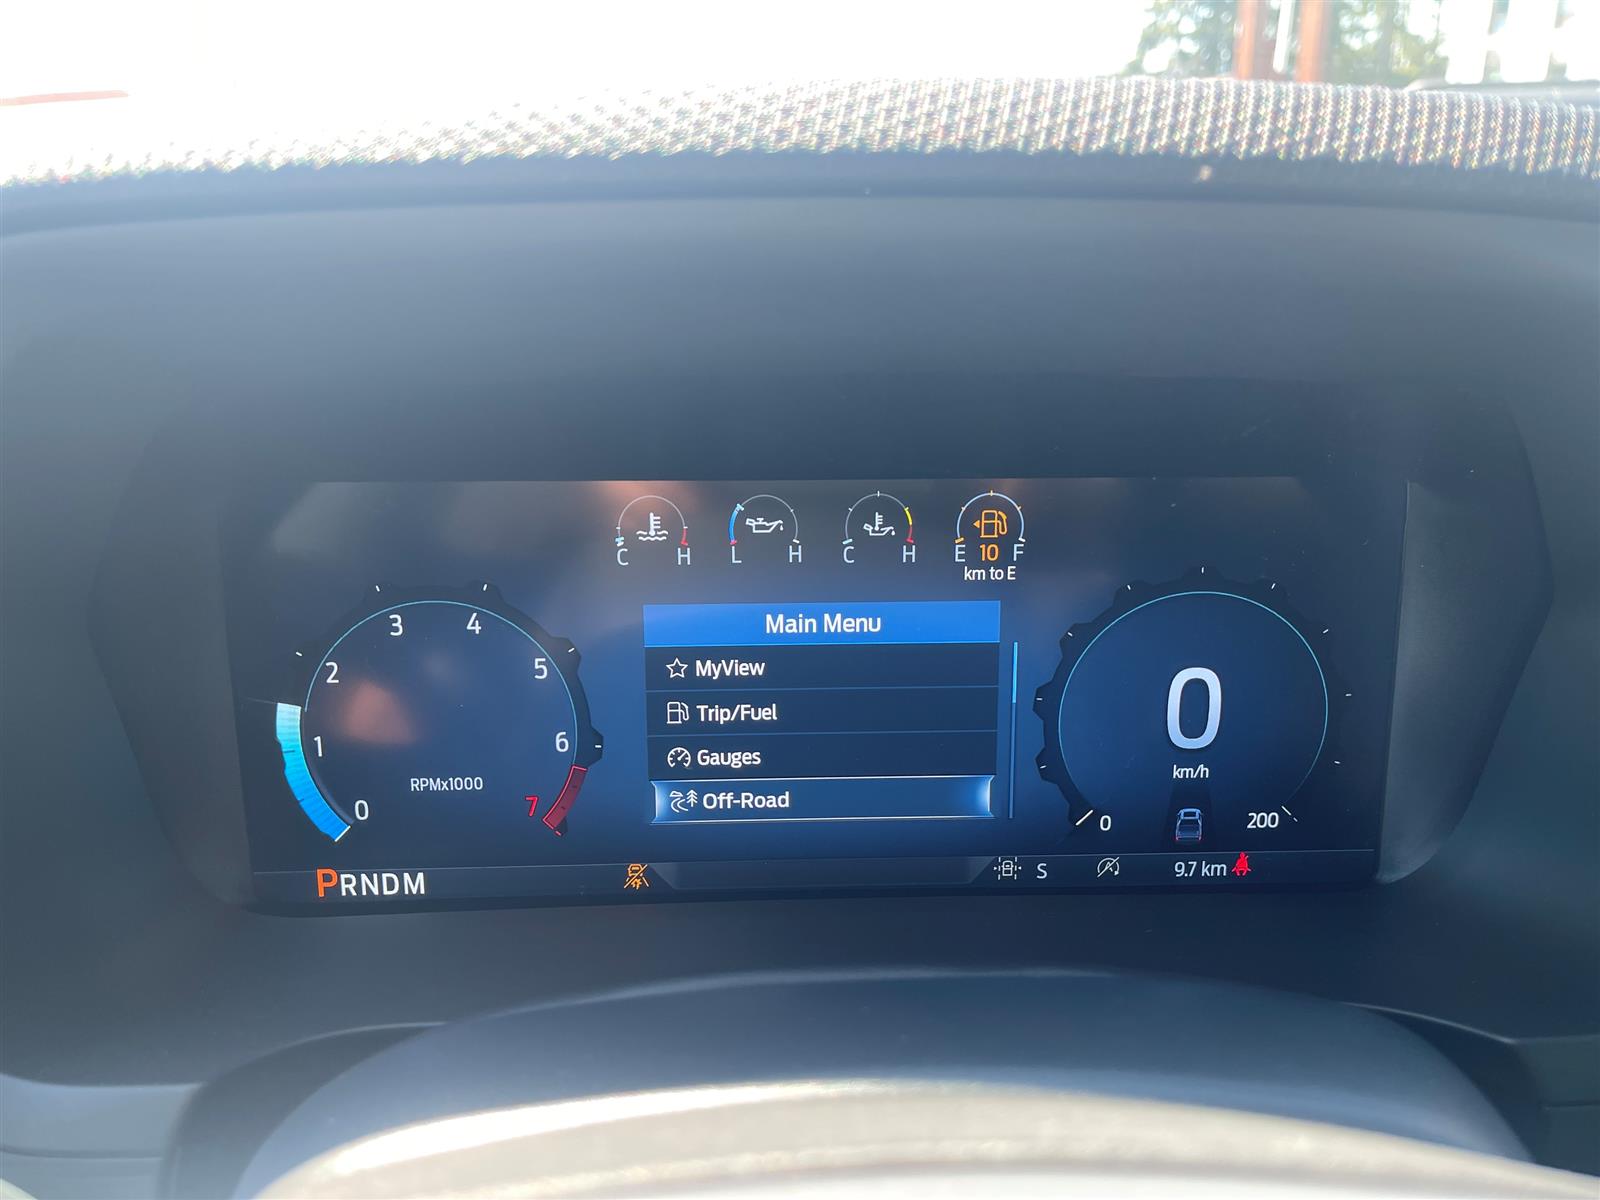 C H
L H
C H
E 10 F
km to E
Main Menu
MyView
Trip/Fuel
Gauges
Off-Road
0
1
2
3
4
5
6
7
RPMx1000
0
km/h
0
200
PRNDM
S
9.7 km